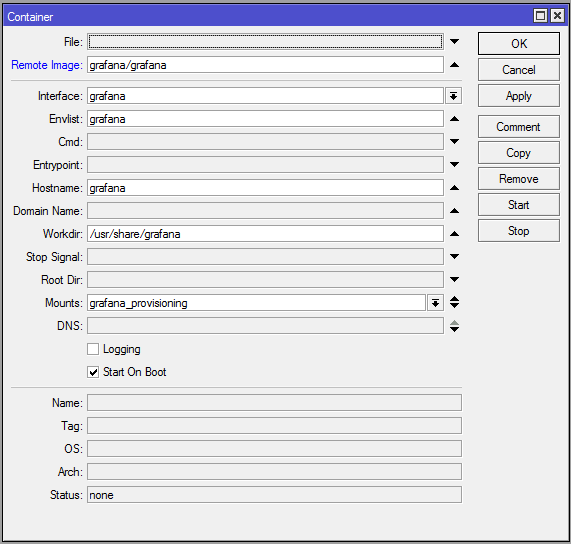 Container
File:
Remote Image: grafana/grafana
Interface: grafana
Envlist: grafana
Cmd:
Entrypoint:
Hostname: grafana
Domain Name:
Workdir: /usr/share/grafana
Stop Signal:
Root Dir:
Mounts: grafana_provisioning
DNS:
Logging
Start On Boot
Name:
Tag:
OS:
Arch:
Status: none
OK
Cancel
Apply
Comment
Copy
Remove
Start
Stop